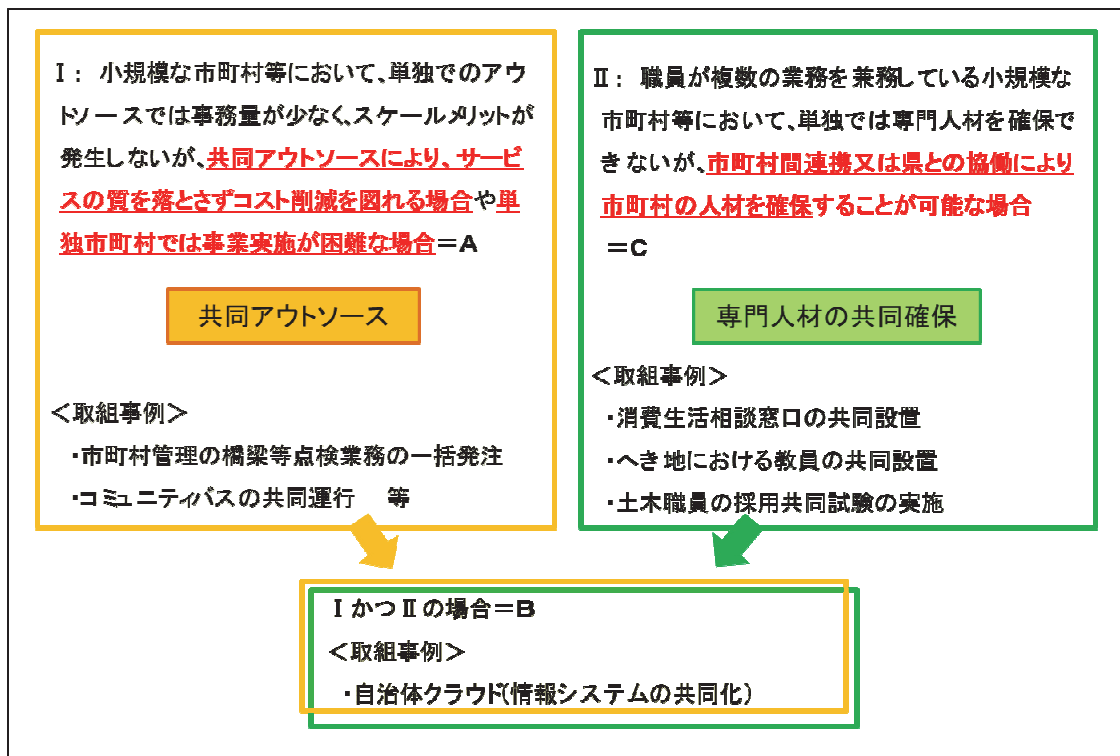 Ⅰ： 小規模な市町村等において、単独でのアウ
トソースでは事務量が少なく、スケールメリットが
発生しないが、共同アウトソースにより、サービ
スの質を落とさずコスト削減を図れる場合や単
独市町村では事業実施が困難な場合＝A
共同アウトソース
＜取組事例＞
・市町村管理の橋梁等点検業務の一括発注
・コミュニティバスの共同運行　等
Ⅱ： 職員が複数の業務を兼務している小規模な
市町村等において、単独では専門人材を確保で
きないが、市町村間連携又は県との協働により
市町村の人材を確保することが可能な場合
＝C
専門人材の共同確保
＜取組事例＞
・消費生活相談窓口の共同設置
・へき地における教員の共同設置
・土木職員の採用共同試験の実施
ⅠかつⅡの場合＝B
＜取組事例＞
・自治体クラウド（情報システムの共同化）